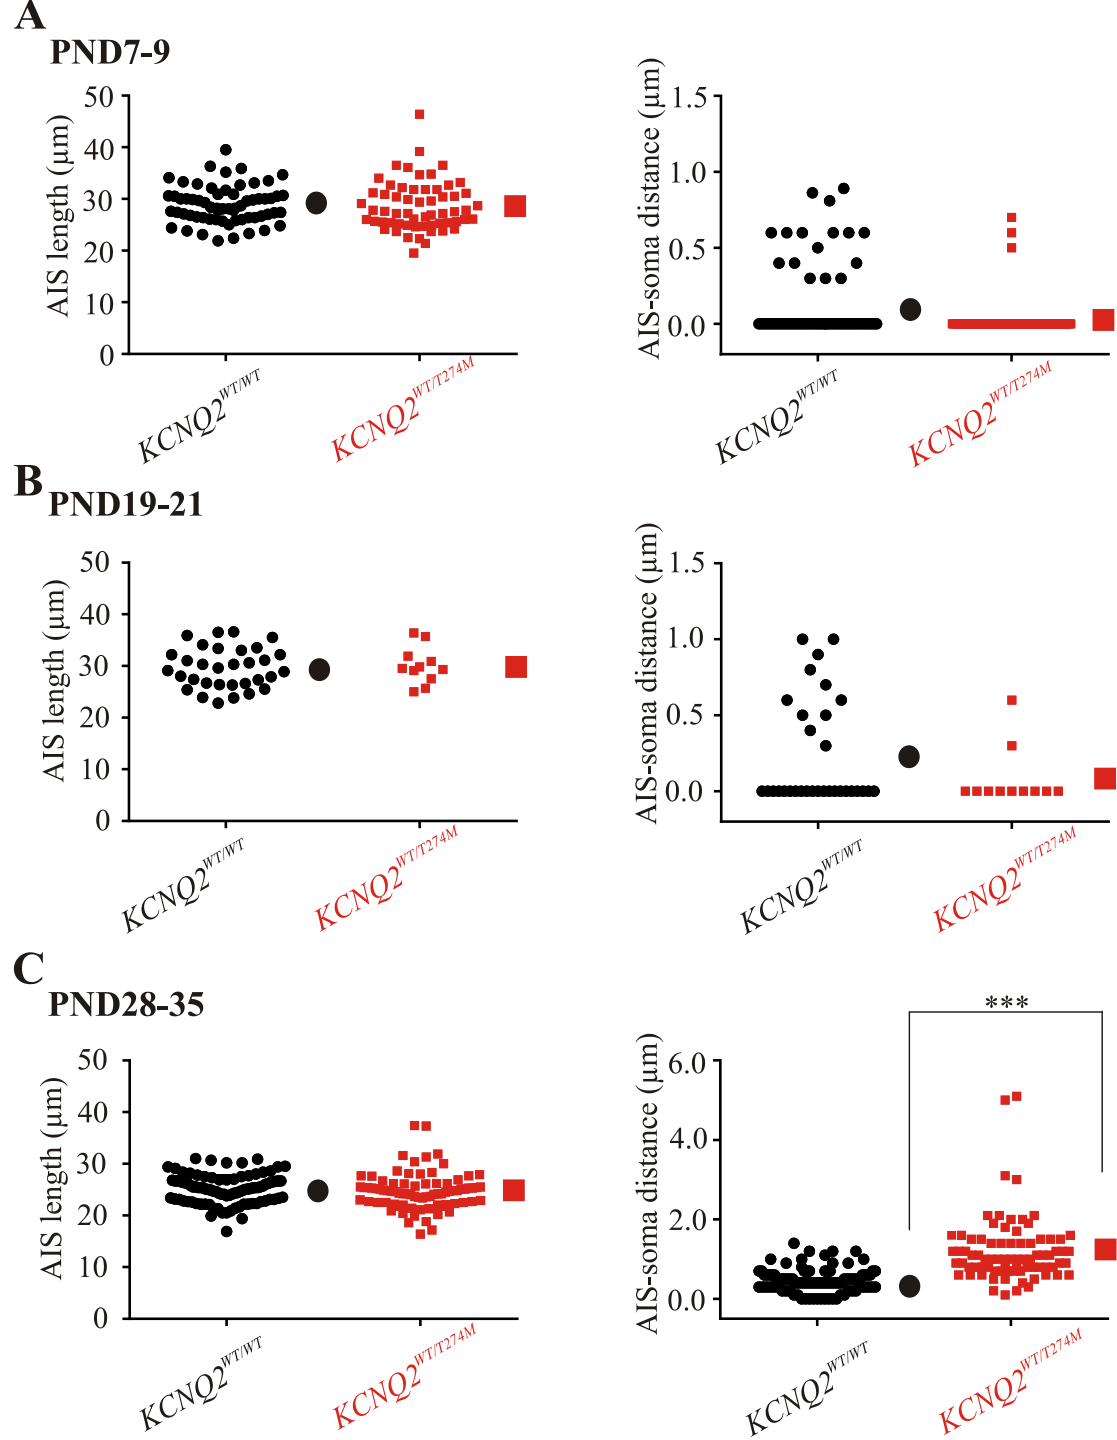 A
PND7-9
AIS length (μm)
50
40
30
20
10
0
KCNQ2WT/WT
KCNQ2WT/T274M
AIS-soma distance (μm)
1.5
1.0
0.5
0.0
KCNQ2WT/WT
KCNQ2WT/T274M
B
PND19-21
AIS length (μm)
50
40
30
20
10
0
KCNQ2WT/WT
KCNQ2WT/T274M
AIS-soma distance (μm)
1.5
1.0
0.5
0.0
KCNQ2WT/WT
KCNQ2WT/T274M
C
PND28-35
AIS length (μm)
50
40
30
20
10
0
KCNQ2WT/WT
KCNQ2WT/T274M
***
AIS-soma distance (μm)
6.0
4.0
2.0
0.0
KCNQ2WT/WT
KCNQ2WT/T274M